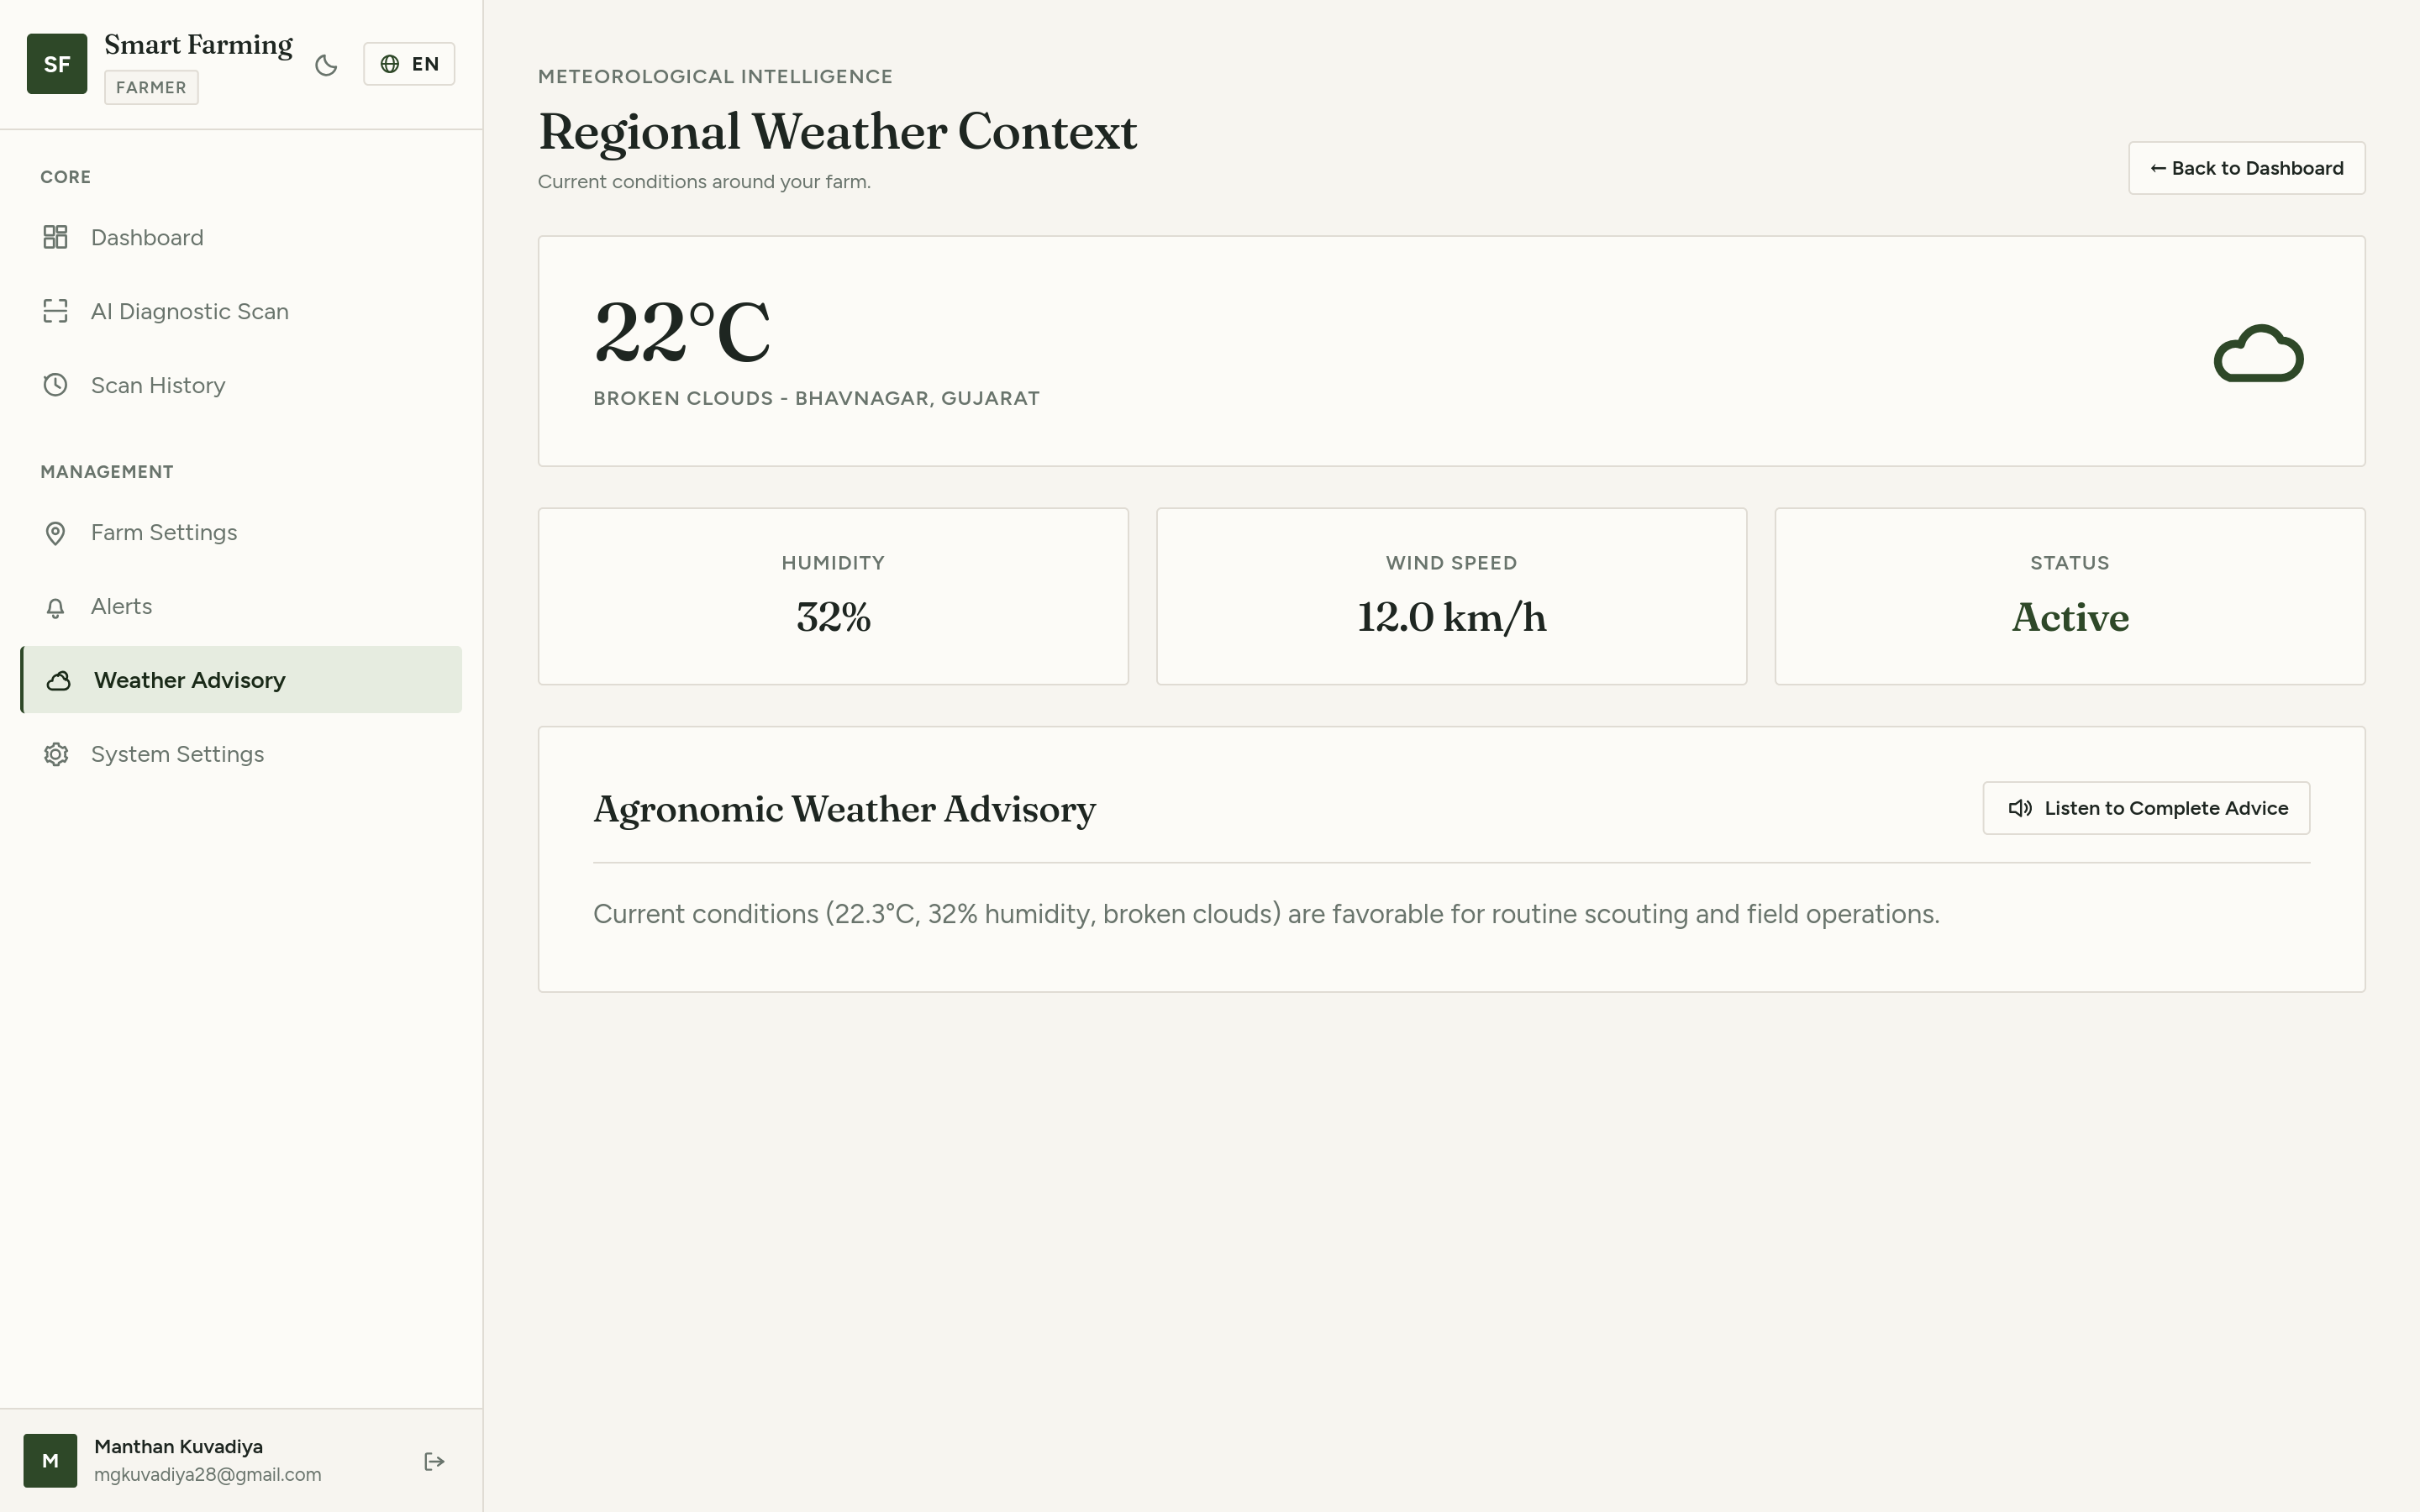 SF
Smart Farming
FARMER
EN
CORE
Dashboard
AI Diagnostic Scan
Scan History
MANAGEMENT
Farm Settings
Alerts
Weather Advisory
System Settings
M
Manthan Kuvadiya
mgkuvadiya28@gmail.com
METEOROLOGICAL INTELLIGENCE
Regional Weather Context
Current conditions around your farm.
← Back to Dashboard
22°C
BROKEN CLOUDS - BHAVNAGAR, GUJARAT
HUMIDITY
32%
WIND SPEED
12.0 km/h
STATUS
Active
Agronomic Weather Advisory
Listen to Complete Advice
Current conditions (22.3°C, 32% humidity, broken clouds) are favorable for routine scouting and field operations.